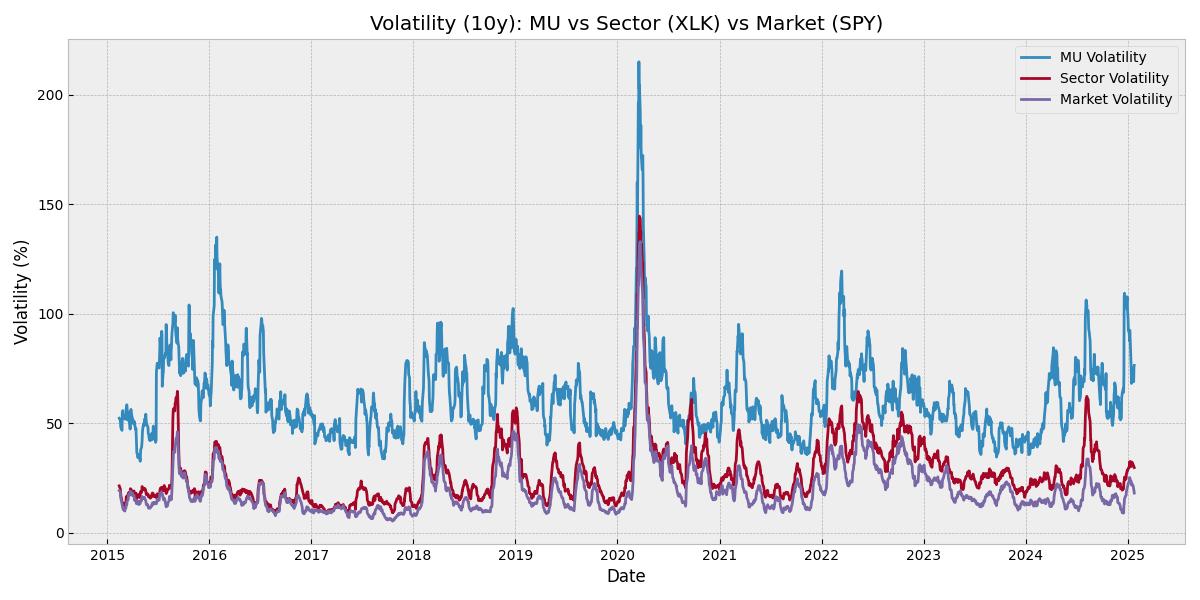 Volatility (10y): MU vs Sector (XLK) vs Market (SPY)
MU Volatility
Sector Volatility
Market Volatility
Volatility (%)
200
150
100
50
0
2015 2016 2017 2018 2019 2020 2021 2022 2023 2024 2025
Date